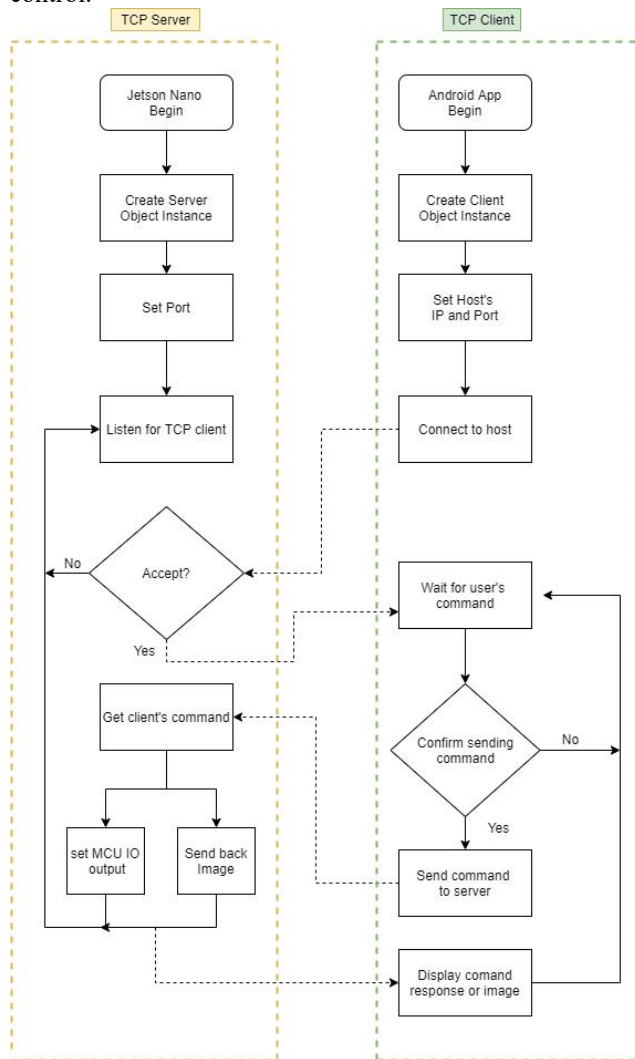 control.
TCP Server
TCP Client
Jetson Nano
Begin
Android App
Begin
Create Server
Object Instance
Create Client
Object Instance
Set Port
Set Host's
IP and Port
Listen for TCP client
Connect to host
No
Accept?
Wait for user's
command
Yes
Get client's command
Confirm sending
command
No
Yes
set MCU IO
output
Send back
Image
Send command
to server
Display comand
response or image